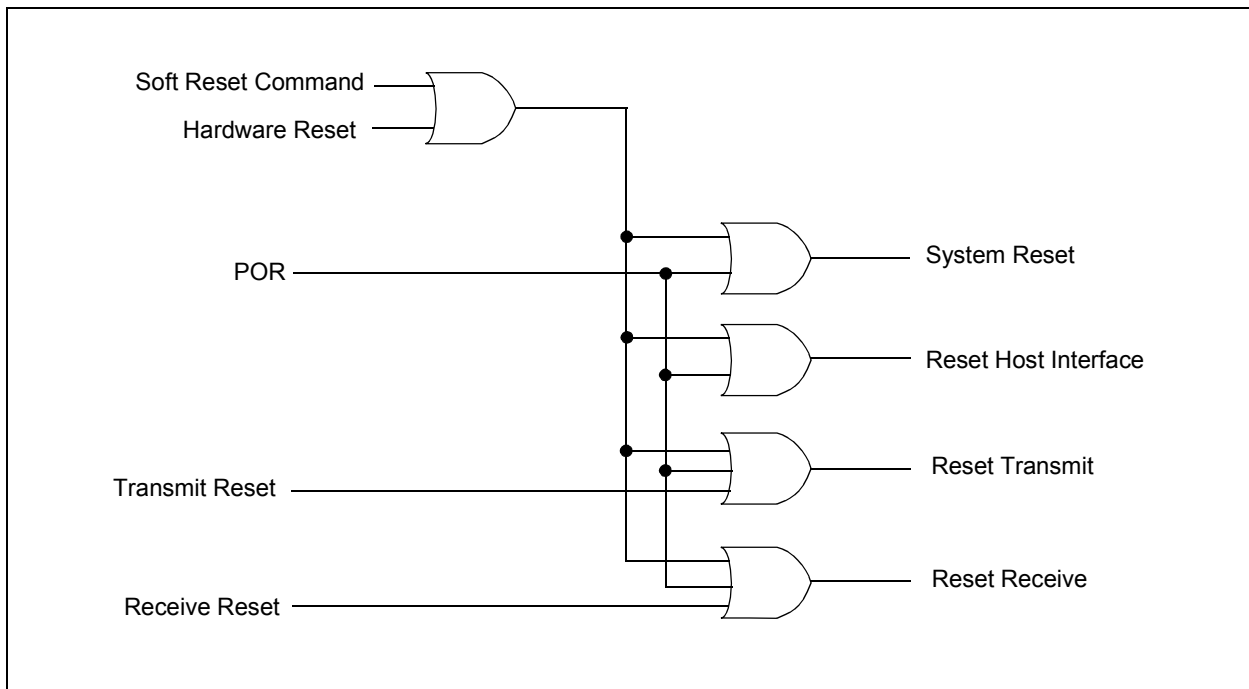 Soft Reset Command
Hardware Reset
POR
System Reset
Reset Host Interface
Transmit Reset
Reset Transmit
Receive Reset
Reset Receive